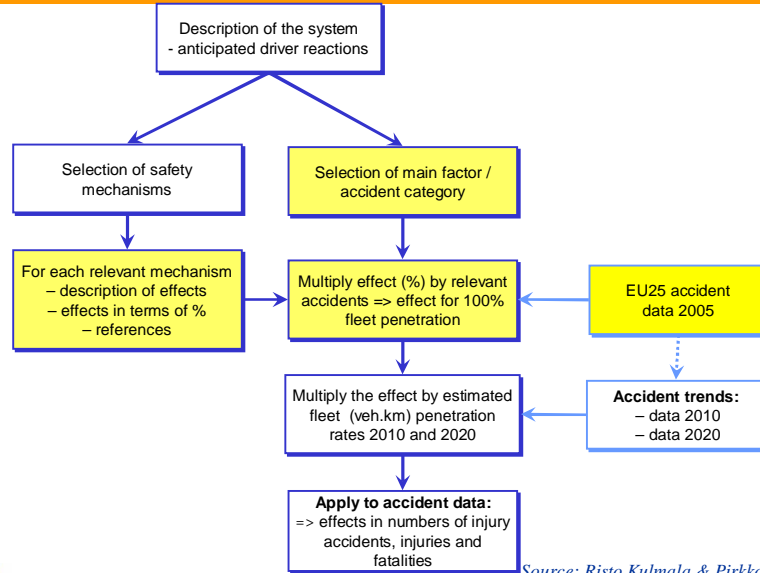 Description of the system
- anticipated driver reactions
Selection of safety
mechanisms
Selection of main factor /
accident category
For each relevant mechanism
– description of effects
– effects in terms of %
– references
Multiply effect (%) by relevant
accidents => effect for 100%
fleet penetration
EU25 accident
data 2005
Multiply the effect by estimated
fleet (veh.km) penetration
rates 2010 and 2020
Accident trends:
– data 2010
– data 2020
Apply to accident data:
=> effects in numbers of injury
accidents, injuries and
fatalities
Source: Risto Kulmala & Pirkko